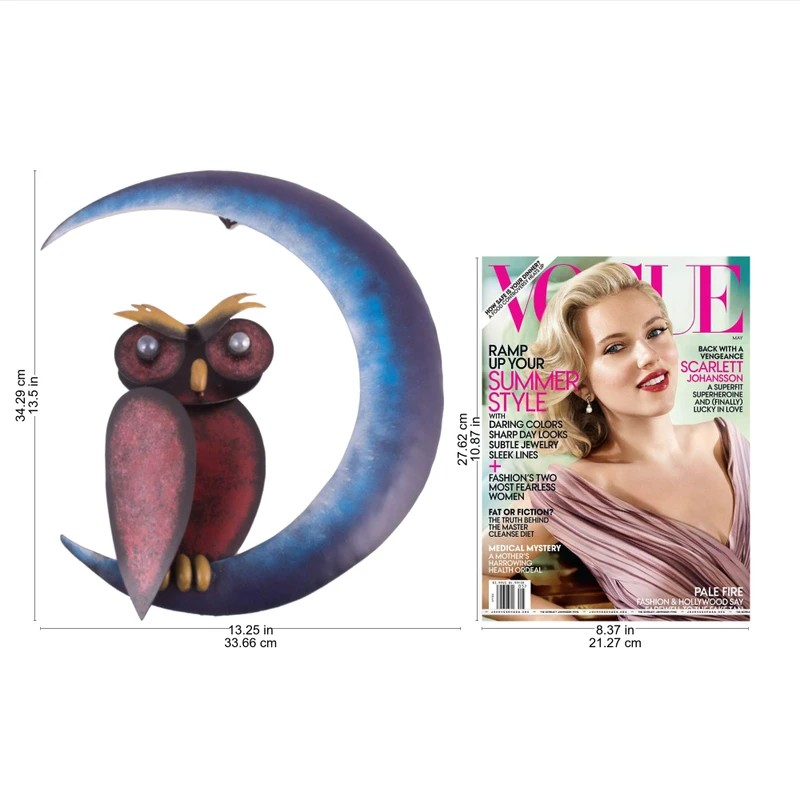 34.29 cm
13.5 in
13.25 in
33.66 cm
27.62 cm
10.87 in
VOGUE
HOW SAFE IS YOUR DINNER?
A FOOD CONTROVERSY HEATS UP
MAY
RAMP
UP YOUR
SUMMER
STYLE
WITH
DARING COLORS
SHARP DAY LOOKS
SUBTLE JEWELRY
SLEEK LINES
+
FASHION'S TWO
MOST FEARLESS
WOMEN
FAT OR FICTION?
THE TRUTH BEHIND
THE MASTER
CLEANSE DIET
MEDICAL MYSTERY
A MOTHER'S
HARROWING
HEALTH ORDEAL
BACK WITH A
VENGEANCE
SCARLETT
JOHANSSON
A SUPERFIT
SUPERHEROINE
AND (FINALLY)
LUCKY IN LOVE
PALE FIRE
FASHION & HOLLYWOOD SAY
8.37 in
21.27 cm